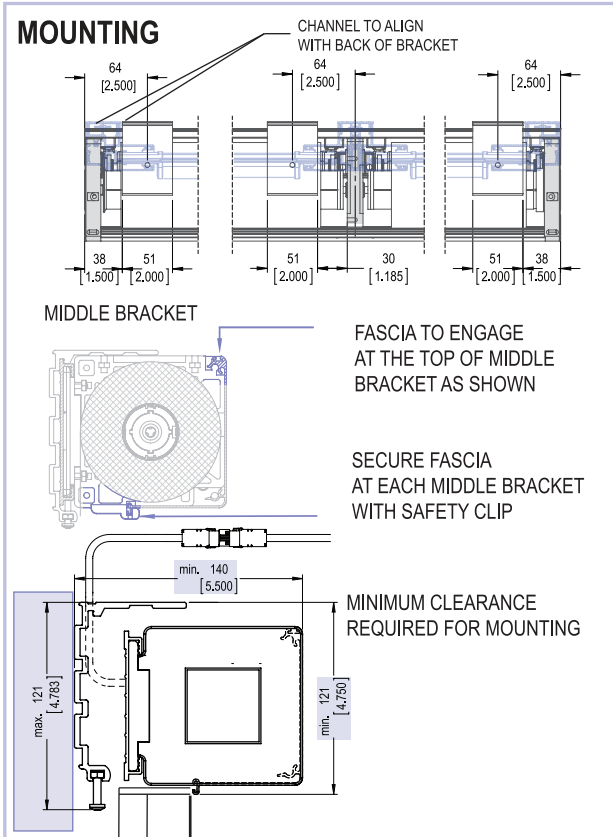 MOUNTING
CHANNEL TO ALIGN
WITH BACK OF BRACKET
64
[2.500]
64
[2.500]
64
[2.500]
38
[1.500]
51
[2.000]
51
[2.000]
30
[1.185]
51
[2.000]
38
[1.500]
MIDDLE BRACKET
FASCIA TO ENGAGE
AT THE TOP OF MIDDLE
BRACKET AS SHOWN
SECURE FASCIA
AT EACH MIDDLE BRACKET
WITH SAFETY CLIP
min. 140
[5.500]
MINIMUM CLEARANCE
REQUIRED FOR MOUNTING
max. 121
[4.783]
min. 121
[4.750]